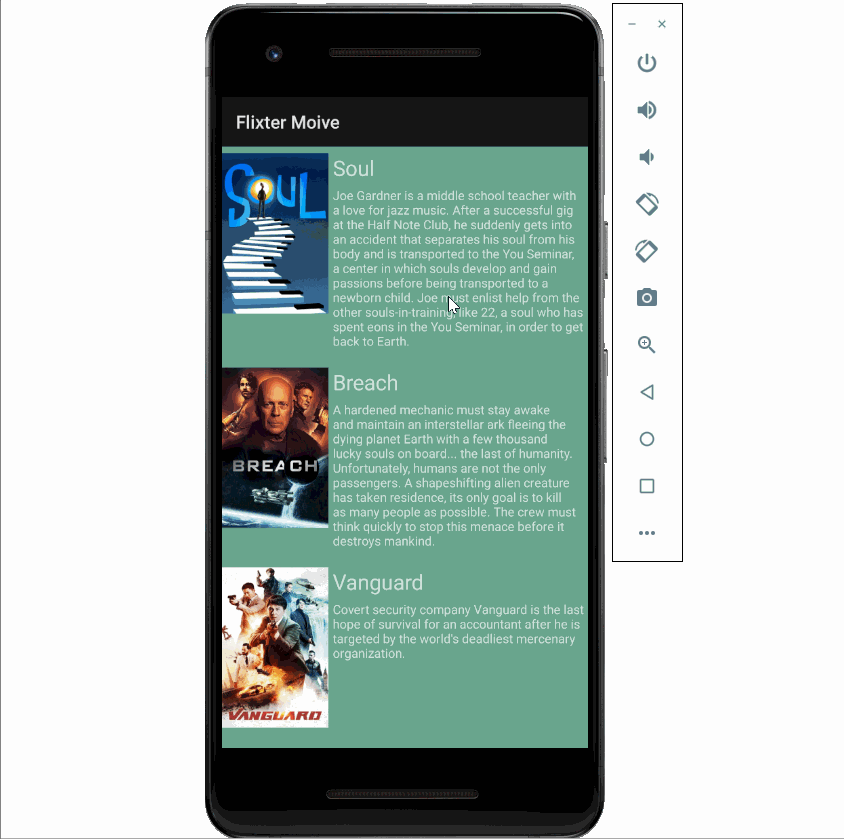 Flixter Moive
SOUL
Soul
Joe Gardner is a middle school teacher with
a love for jazz music. After a successful gig
at the Half Note Club, he suddenly gets into
an accident that separates his soul from his
body and is transported to the You Seminar,
a center in which souls develop and gain
passions before being transported to a
newborn child. Joe must enlist help from the
other souls-in-training, like 22, a soul who has
spent eons in the You Seminar, in order to get
back to Earth.
BREACH
Breach
A hardened mechanic must stay awake
and maintain an interstellar ark fleeing the
dying planet Earth with a few thousand
lucky souls on board... the last of humanity.
Unfortunately, humans are not the only
passengers. A shapeshifting alien creature
has taken residence, its only goal is to kill
as many people as possible. The crew must
think quickly to stop this menace before it
destroys mankind.
VANGUARD
Vanguard
Covert security company Vanguard is the last
hope of survival for an accountant after he is
targeted by the world's deadliest mercenary
organization.